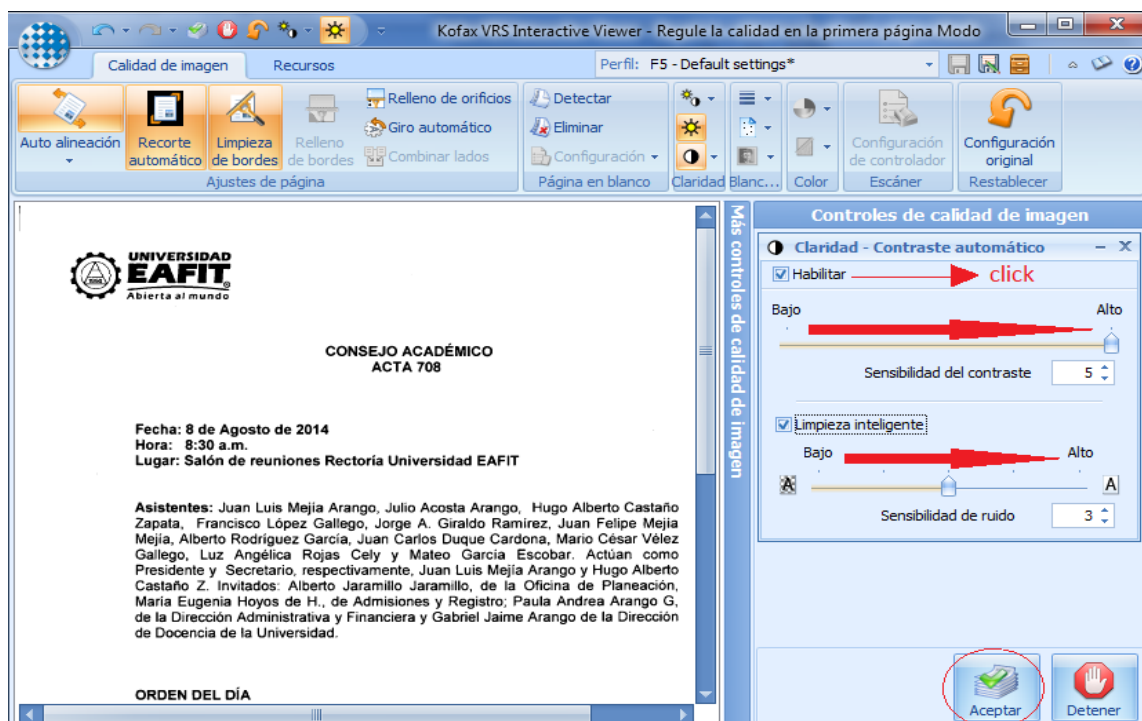 Kofax VRS Interactive Viewer - Regule la calidad en la primera página Modo
Calidad de imagen
Recursos
Perfil: F5 - Default settings*
Auto alineación
Recorte automático
Limpieza de bordes
Relleno de bordes
Relleno de orificios
Giro automático
Combinar lados
Ajustes de página
Detectar
Eliminar
Configuración
Página en blanco
Claridad
Blanc...
Color
Configuración de controlador
Escáner
Configuración original
Restablecer
UNIVERSIDAD
EAFIT
Abierta al mundo
CONSEJO ACADÉMICO
ACTA 708
Fecha: 8 de Agosto de 2014
Hora: 8:30 a.m.
Lugar: Salón de reuniones Rectoría Universidad EAFIT
Asistentes: Juan Luis Mejia Arango, Julio Acosta Arango, Hugo Alberto Castaño
Zapata, Francisco López Gallego, Jorge A. Giraldo Ramírez, Juan Felipe Mejia
Mejía, Alberto Rodríguez García, Juan Carlos Duque Cardona, Mario César Vélez
Gallego, Luz Angélica Rojas Cely y Mateo García Escobar. Actúan como
Presidente y Secretario, respectivamente, Juan Luis Mejía Arango y Hugo Alberto
Castaño Z. Invitados: Alberto Jaramillo Jaramillo, de la Oficina de Planeación,
María Eugenia Hoyos de H., de Admisiones y Registro; Paula Andrea Arango G,
de la Dirección Administrativa y Financiera y Gabriel Jaime Arango de la Dirección
de Docencia de la Universidad.
ORDEN DEL DÍA
Más controles de calidad de imagen
Controles de calidad de imagen
Claridad - Contraste automático
Habilitar
click
Bajo
Alto
Sensibilidad del contraste
5
Limpieza inteligente
Bajo
Alto
A
A
Sensibilidad de ruido
3
Aceptar
Detener